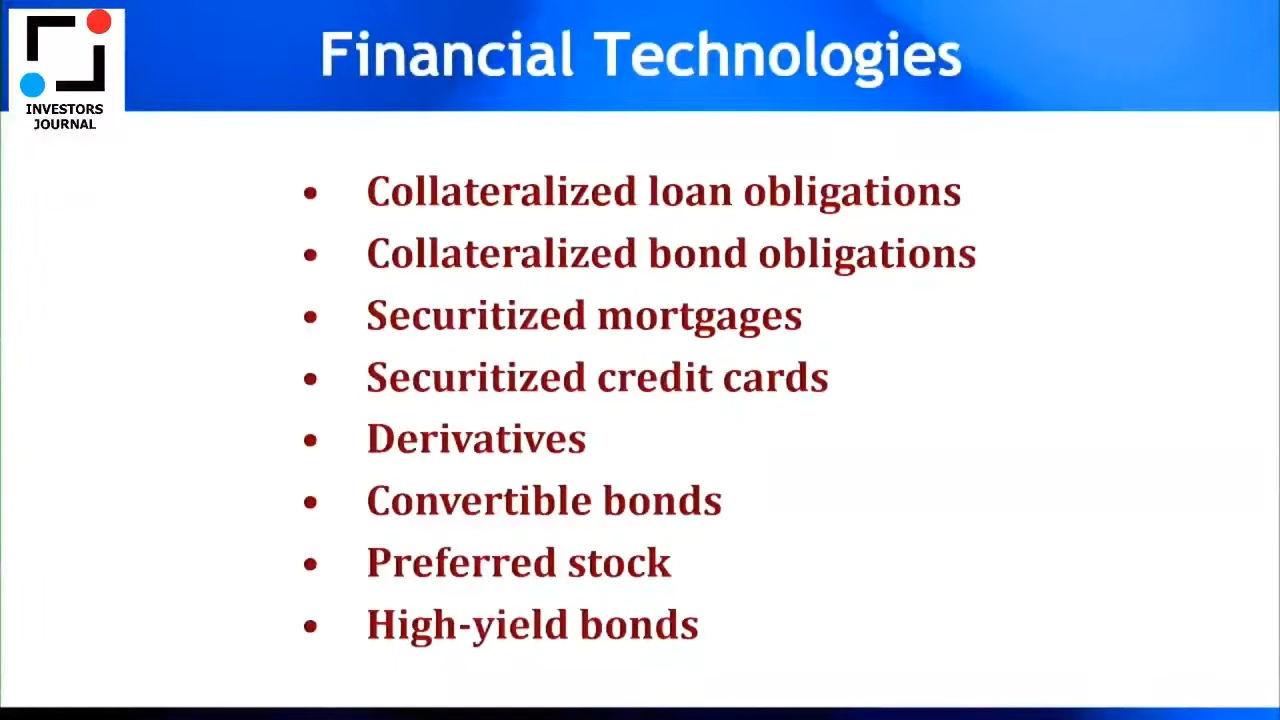 INVESTORS
JOURNAL
Financial Technologies
• Collateralized loan obligations
• Collateralized bond obligations
• Securitized mortgages
• Securitized credit cards
• Derivatives
• Convertible bonds
• Preferred stock
• High-yield bonds